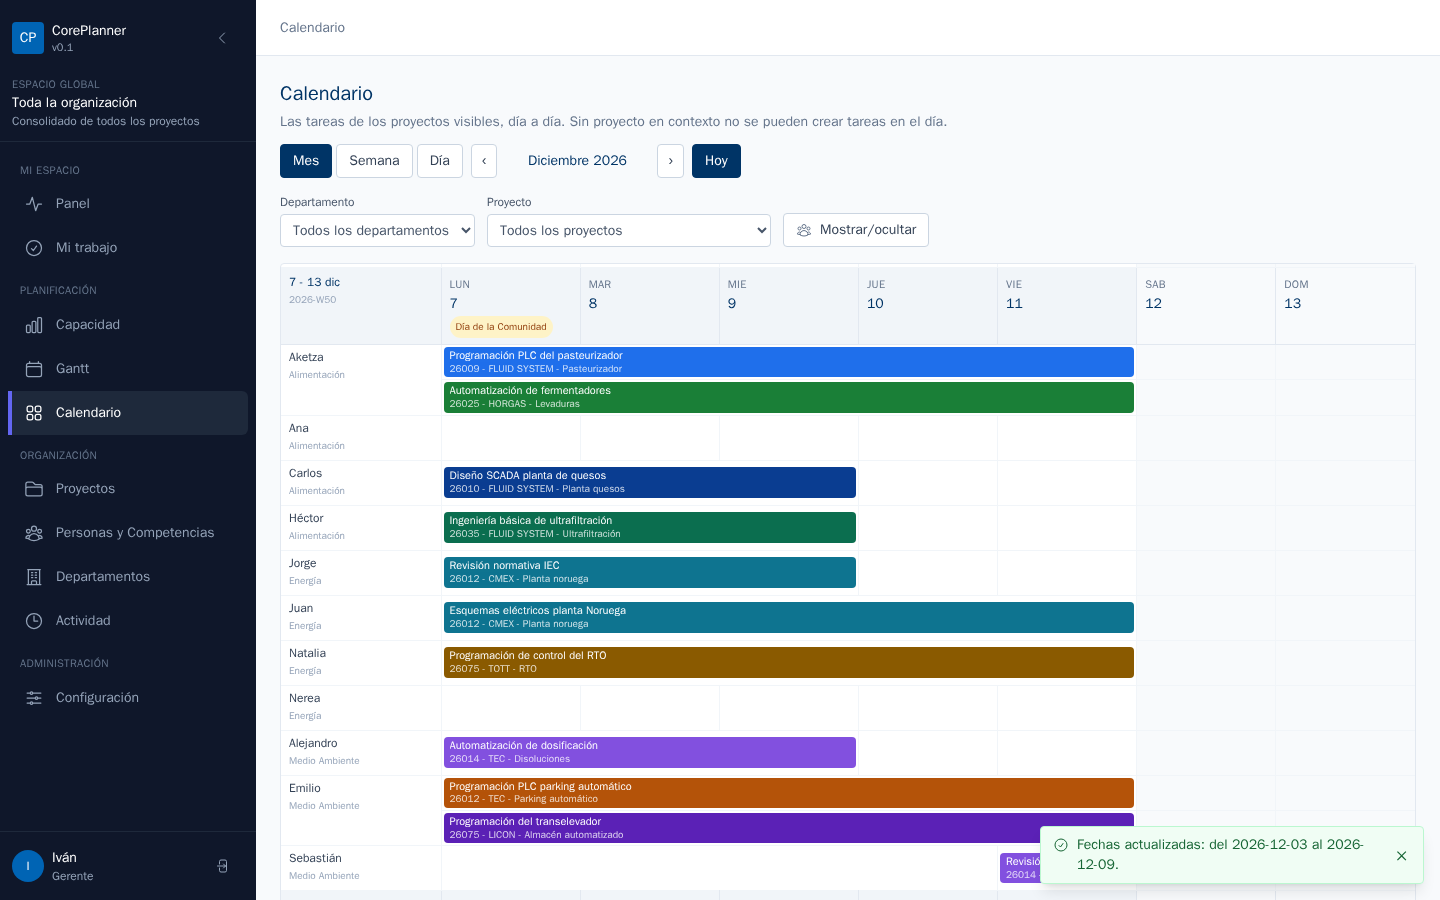 CP
CorePlanner
v0.1
ESPACIO GLOBAL
Toda la organización
Consolidado de todos los proyectos
MI ESPACIO
Panel
Mi trabajo
PLANIFICACIÓN
Capacidad
Gantt
Calendario
ORGANIZACIÓN
Proyectos
Personas y Competencias
Departamentos
Actividad
ADMINISTRACIÓN
Configuración
I
Iván
Gerente
Calendario
Calendario
Las tareas de los proyectos visibles, día a día. Sin proyecto en contexto no se pueden crear tareas en el día.
Mes Semana Día ‹ Diciembre 2026 › Hoy
Departamento Proyecto
Todos los departamentos Todos los proyectos Mostrar/ocultar
7 - 13 dic LUN MAR MIE JUE VIE SAB DOM
2026-W50 7 8 9 10 11 12 13
Día de la Comunidad
Aketza
Alimentación
Programación PLC del pasteurizador
26009 - FLUID SYSTEM - Pasteurizador
Automatización de fermentadores
26025 - HORGAS - Levaduras
Ana
Alimentación
Carlos
Alimentación
Diseño SCADA planta de quesos
26010 - FLUID SYSTEM - Planta quesos
Héctor
Alimentación
Ingeniería básica de ultrafiltración
26035 - FLUID SYSTEM - Ultrafiltración
Jorge
Energía
Revisión normativa IEC
26012 - CMEX - Planta noruega
Juan
Energía
Esquemas eléctricos planta Noruega
26012 - CMEX - Planta noruega
Natalia
Energía
Programación de control del RTO
26075 - TOTT - RTO
Nerea
Energía
Alejandro
Medio Ambiente
Automatización de dosificación
26014 - TEC - Disoluciones
Emilio
Medio Ambiente
Programación PLC parking automático
26012 - TEC - Parking automático
Programación del transelevador
26075 - LICON - Almacén automatizado
Sebastián
Medio Ambiente
Revisió
26014
Fechas actualizadas: del 2026-12-03 al 2026-
12-09.